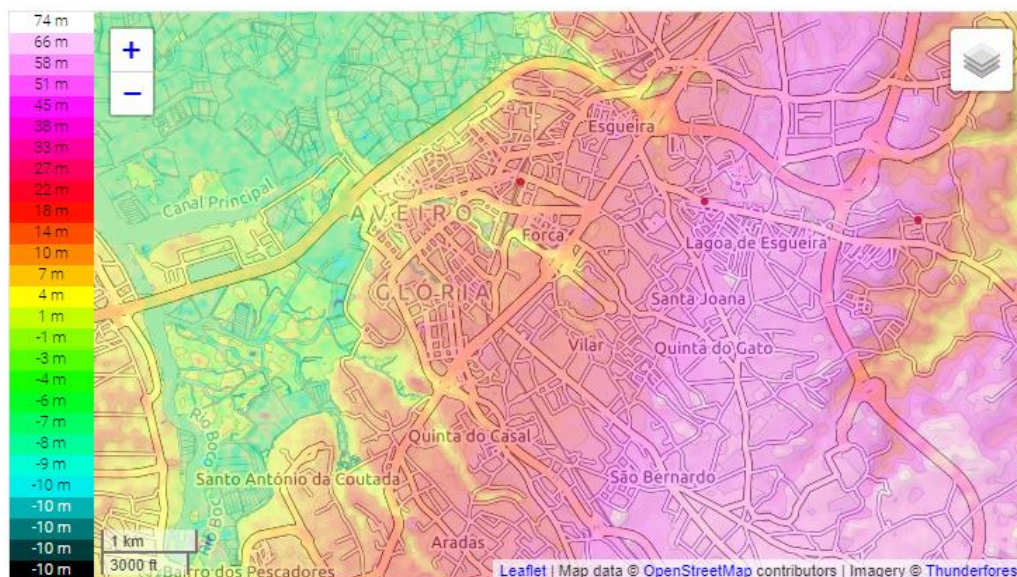 74 m
66 m
58 m
51 m
45 m
38 m
33 m
27 m
22 m
18 m
14 m
10 m
7 m
4 m
1 m
-1 m
-3 m
-4 m
-6 m
-7 m
-8 m
-9 m
-10 m
-10 m
-10 m
-10 m
-10 m
+
−
Esgueira
Canal Principal
AVEIRO
Forca
Lagoa de Esgueira
GLÓRIA
Santa Joana
Vilar
Quinta do Gato
Quinta do Casal
Santo António da Coutada
São Bernardo
Aradas
1 km
3000 ft
Bairro dos Pescadores
Leaflet | Map data © OpenStreetMap contributors | Imagery © Thunderfores